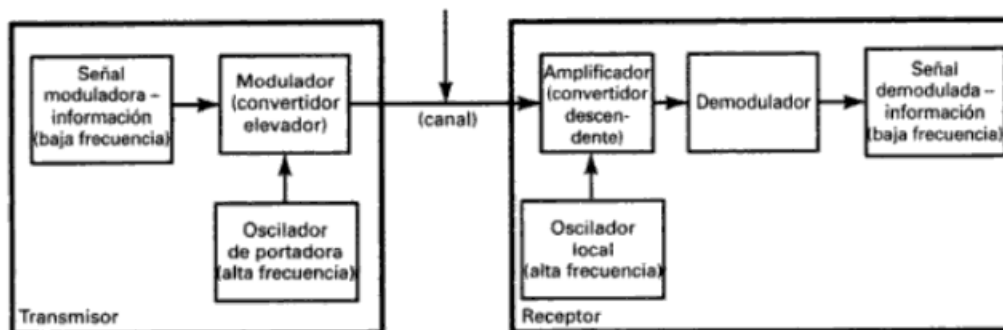 Señal
moduladora –
información
(baja frecuencia)
Modulador
(convertidor
elevador)
Oscilador
de portadora
(alta frecuencia)
Transmisor
(canal)
Amplificador
(convertidor
descen-
dente)
Demodulador
Señal
demodulada –
información
(baja frecuencia)
Oscilador
local
(alta frecuencia)
Receptor